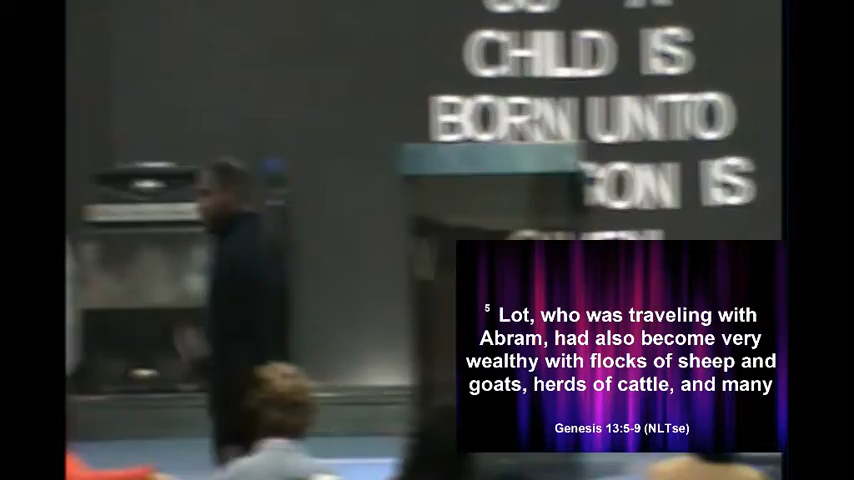 CHILD IS
BORN UNTO
SON IS
5 Lot, who was traveling with
Abram, had also become very
wealthy with flocks of sheep and
goats, herds of cattle, and many
Genesis 13:5-9 (NLTse)